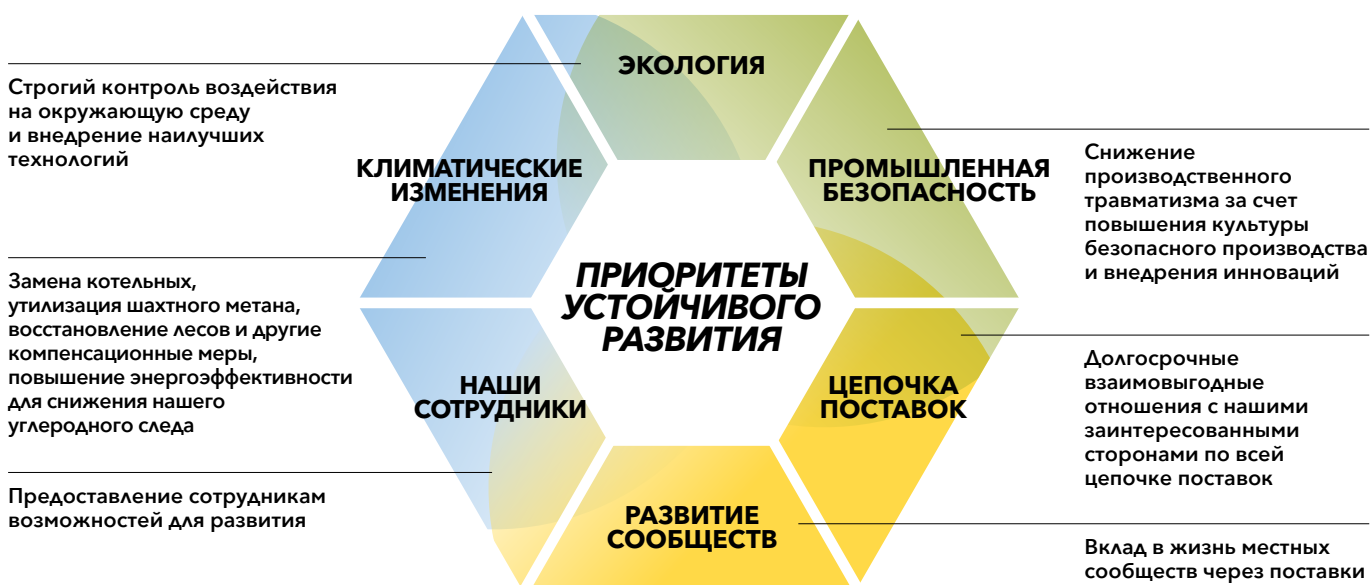 ЭКОЛОГИЯ
Строгий контроль воздействия
на окружающую среду
и внедрение наилучших
технологий
КЛИМАТИЧЕСКИЕ
ИЗМЕНЕНИЯ
ПРОМЫШЛЕННАЯ
БЕЗОПАСНОСТЬ
Снижение
производственного
травматизма за счет
повышения культуры
безопасного производства
и внедрения инноваций
ПРИОРИТЕТЫ
УСТОЙЧИВОГО
РАЗВИТИЯ
Замена котельных,
утилизация шахтного метана,
восстановление лесов и другие
компенсационные меры,
повышение энергоэффективности
для снижения нашего
углеродного следа
НАШИ
СОТРУДНИКИ
ЦЕПОЧКА
ПОСТАВОК
Долгосрочные
взаимовыгодные
отношения с нашими
заинтересованными
сторонами по всей
цепочке поставок
Предоставление сотрудникам
возможностей для развития
РАЗВИТИЕ
СООБЩЕСТВ
Вклад в жизнь местных
сообществ через поставки